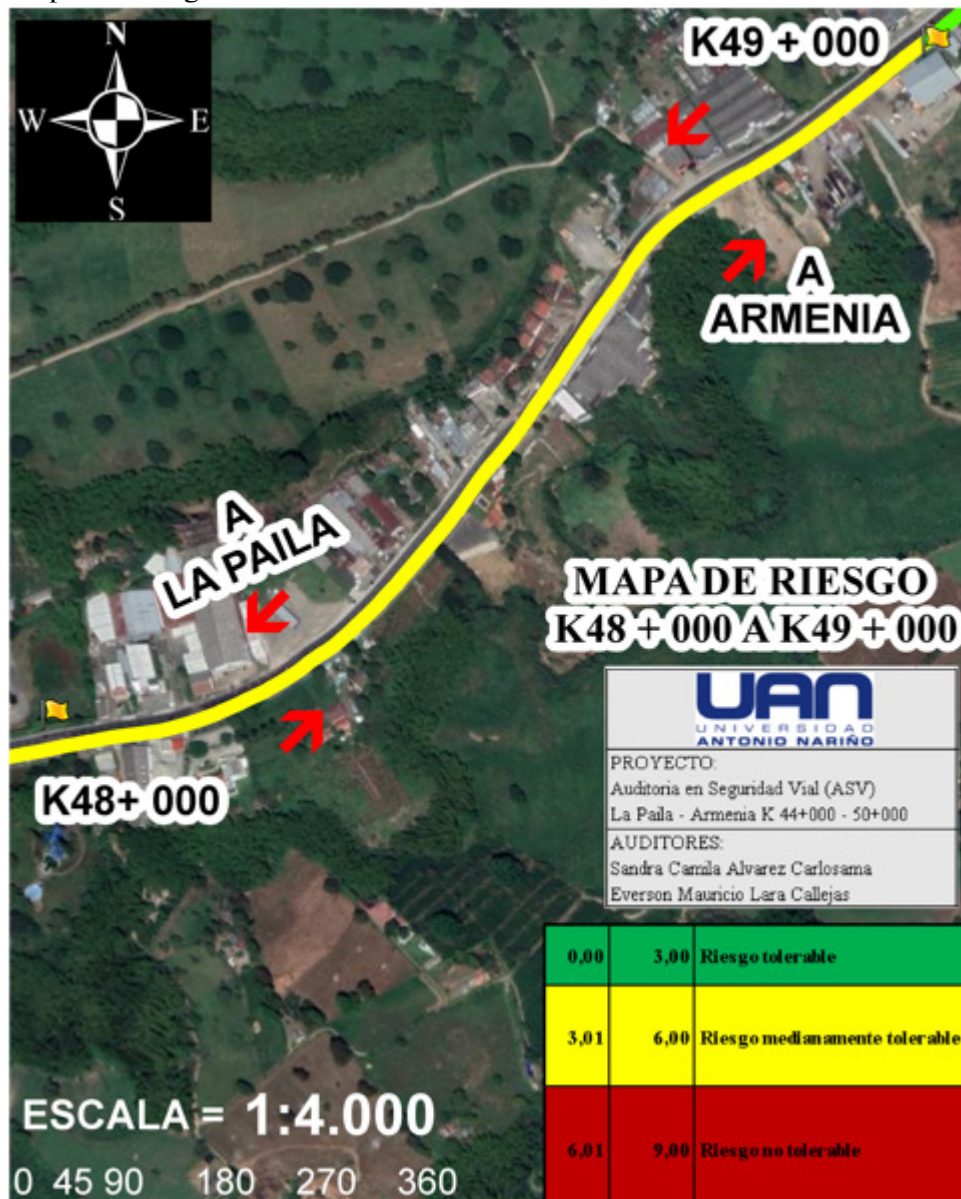 N
W
E
S
K49 + 000
A
ARMENIA
A
LA PAILA
MAPA DE RIESGO
K48 + 000 A K49 + 000
K48+ 000
UAN
UNIVERSIDAD
ANTONIO NARIÑO
PROYECTO:
Auditoria en Seguridad Vial (ASV)
La Paila - Armenia K 44+000 - 50+000
AUDITORES:
Sandra Camila Alvarez Carlosama
Everson Mauricio Lara Callejas
0,00 3,00 Riesgo tolerable
3,01 6,00 Riesgo medianamente tolerable
6,01 9,00 Riesgo no tolerable
ESCALA = 1:4.000
0 45 90 180 270 360